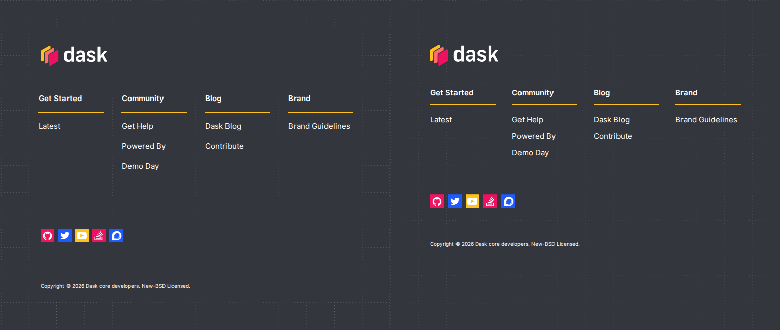 dask
Get Started Community Blog Brand
Latest Get Help Dask Blog Brand Guidelines
Powered By Contribute
Demo Day
Copyright © 2026 Dask core developers. New-BSD Licensed.
dask
Get Started Community Blog Brand
Latest Get Help Dask Blog Brand Guidelines
Powered By Contribute
Demo Day
Copyright © 2026 Dask core developers. New-BSD Licensed.